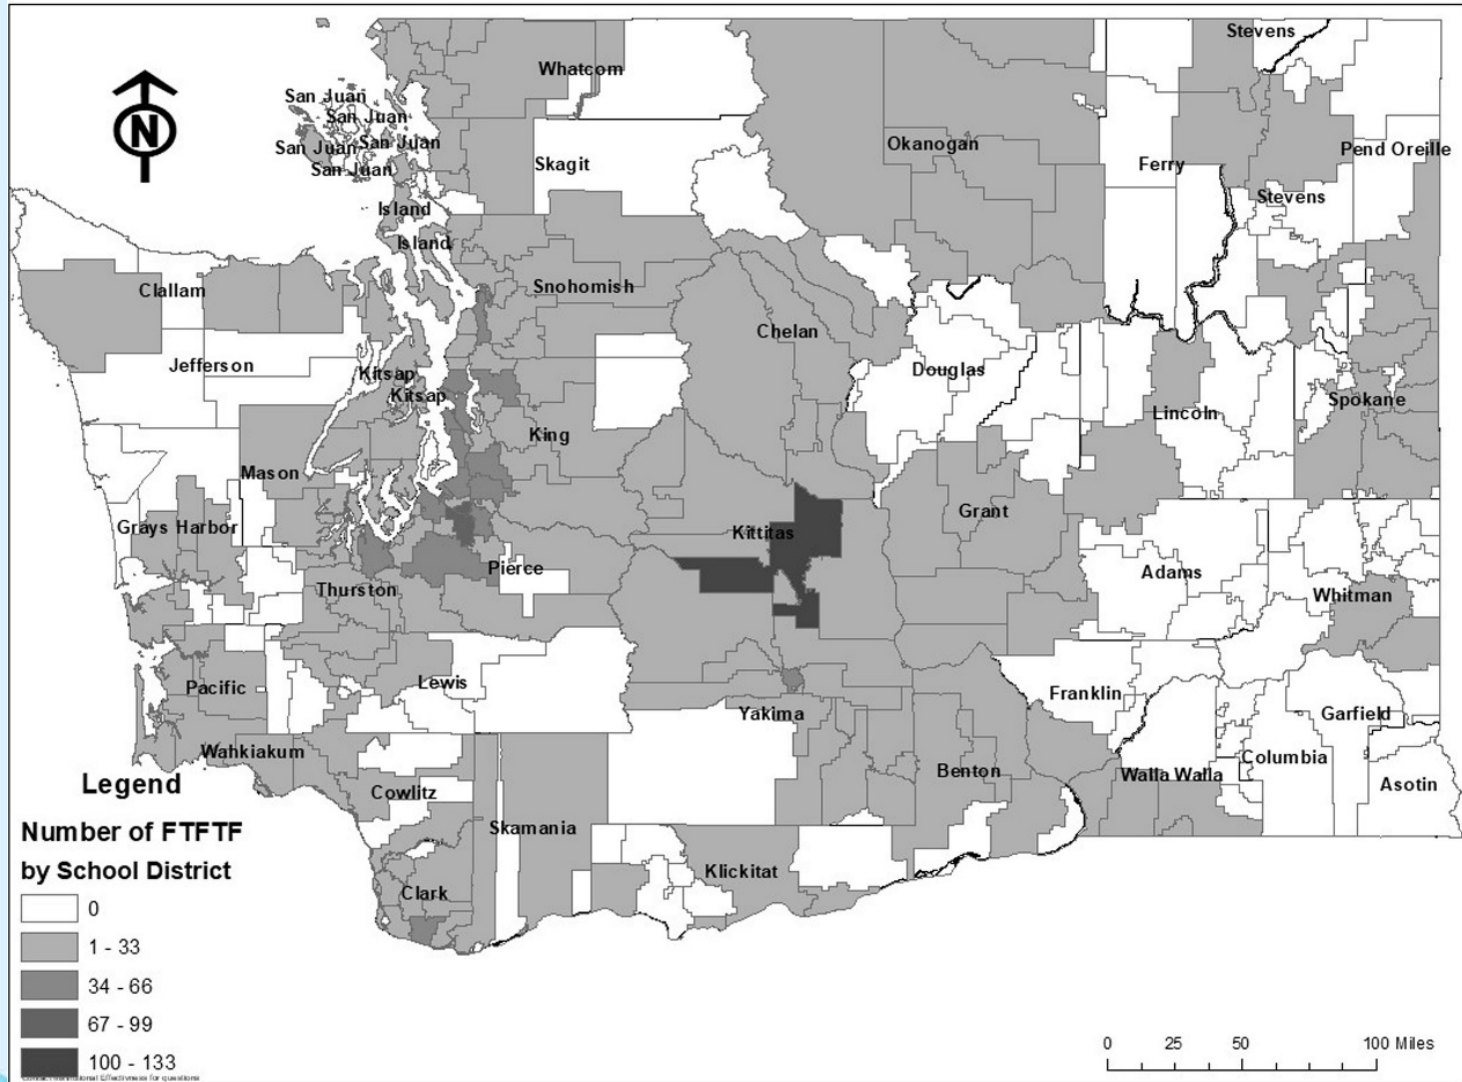 Stevens
Whatcom
San Juan
San Juan
San Juan
San Juan
San Juan
Skagit
Okanogan
Ferry
Pend Oreille
Stevens
Island
Island
Clallam
Snohomish
Chelan
Jefferson
Kitsap
Kitsap
Douglas
Lincoln
Spokane
King
Mason
Grays Harbor
Kittitas
Grant
Pierce
Thurston
Adams
Whitman
Pacific
Lewis
Yakima
Franklin
Garfield
Wahkiakum
Cowlitz
Benton
Walla Walla
Columbia
Asotin
Skamania
Klickitat
Clark
N
Legend
Number of FTFTF
by School District
0
1 - 33
34 - 66
67 - 99
100 - 133
0 25 50 100 Miles